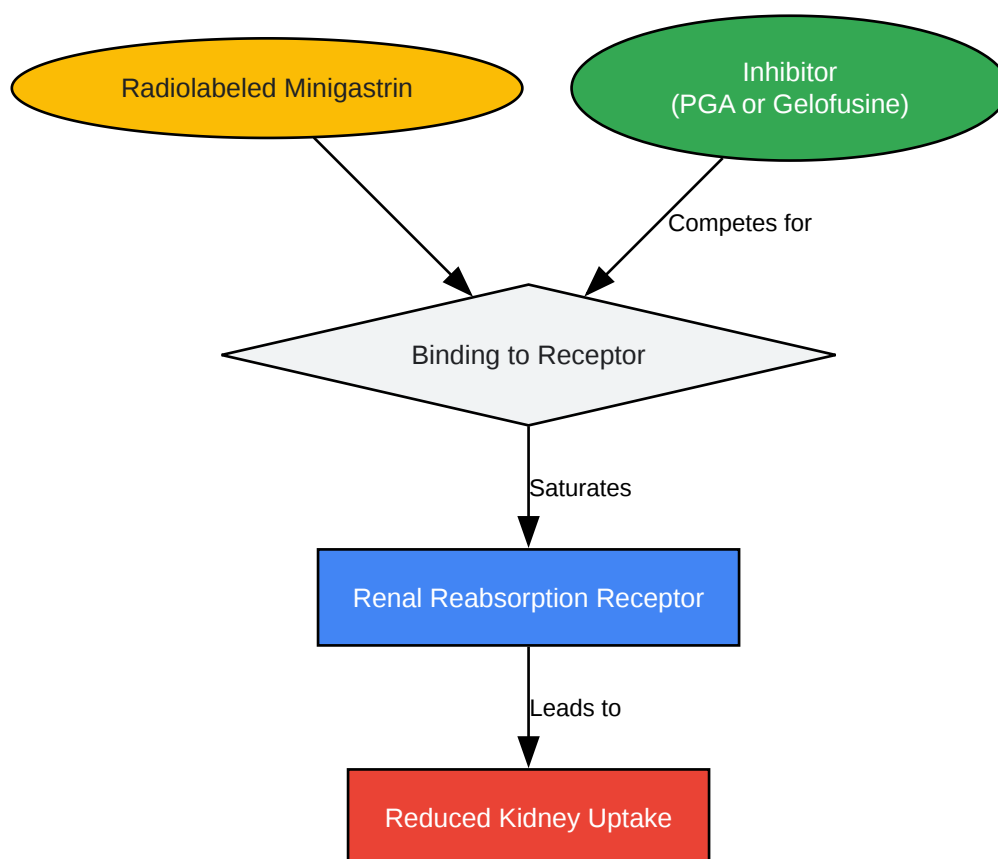 Radiolabeled Minigastrin
Inhibitor
(PGA or Gelofusine)
Competes for
Binding to Receptor
Saturates
Renal Reabsorption Receptor
Leads to
Reduced Kidney Uptake